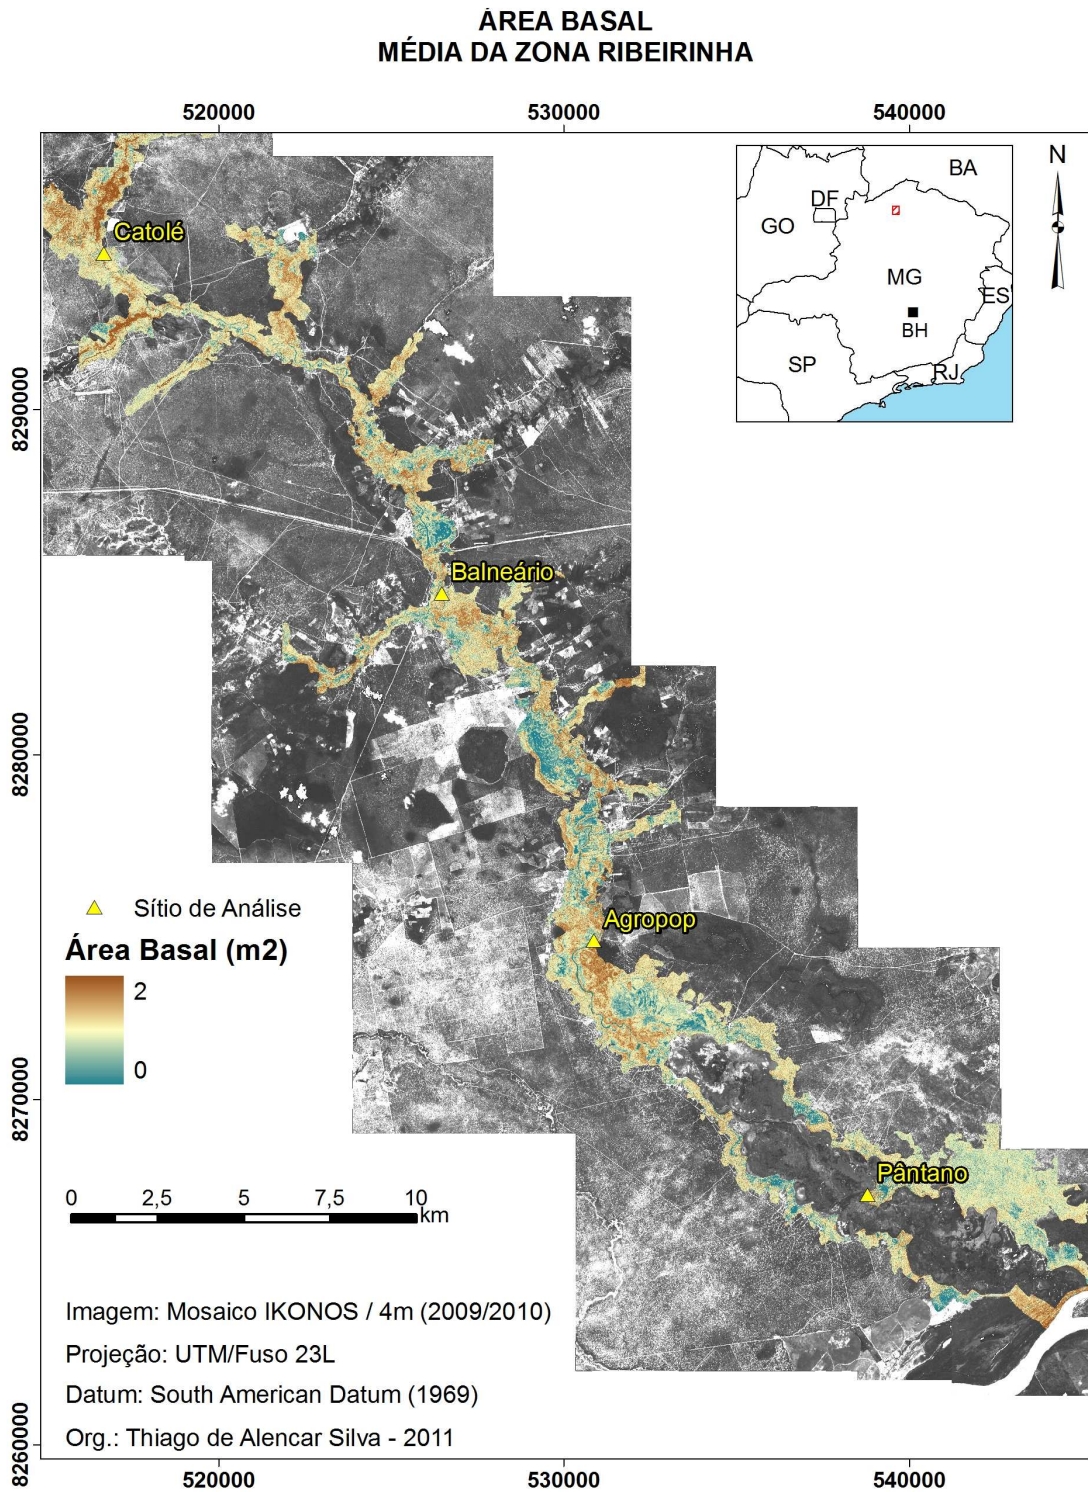 ÁREA BASAL
MÉDIA DA ZONA RIBEIRINHA
520000
530000
540000
BA
N
DF
GO
MG
ES
BH
SP
RJ
Catolé
8290000
Balneário
8280000
Sítio de Análise
Agropop
Área Basal (m2)
2
0
8270000
Pântano
0 2,5 5 7,5 10
km
Imagem: Mosaico IKONOS / 4m (2009/2010)
Projeção: UTM/Fuso 23L
Datum: South American Datum (1969)
Org.: Thiago de Alencar Silva - 2011
8260000
520000
530000
540000